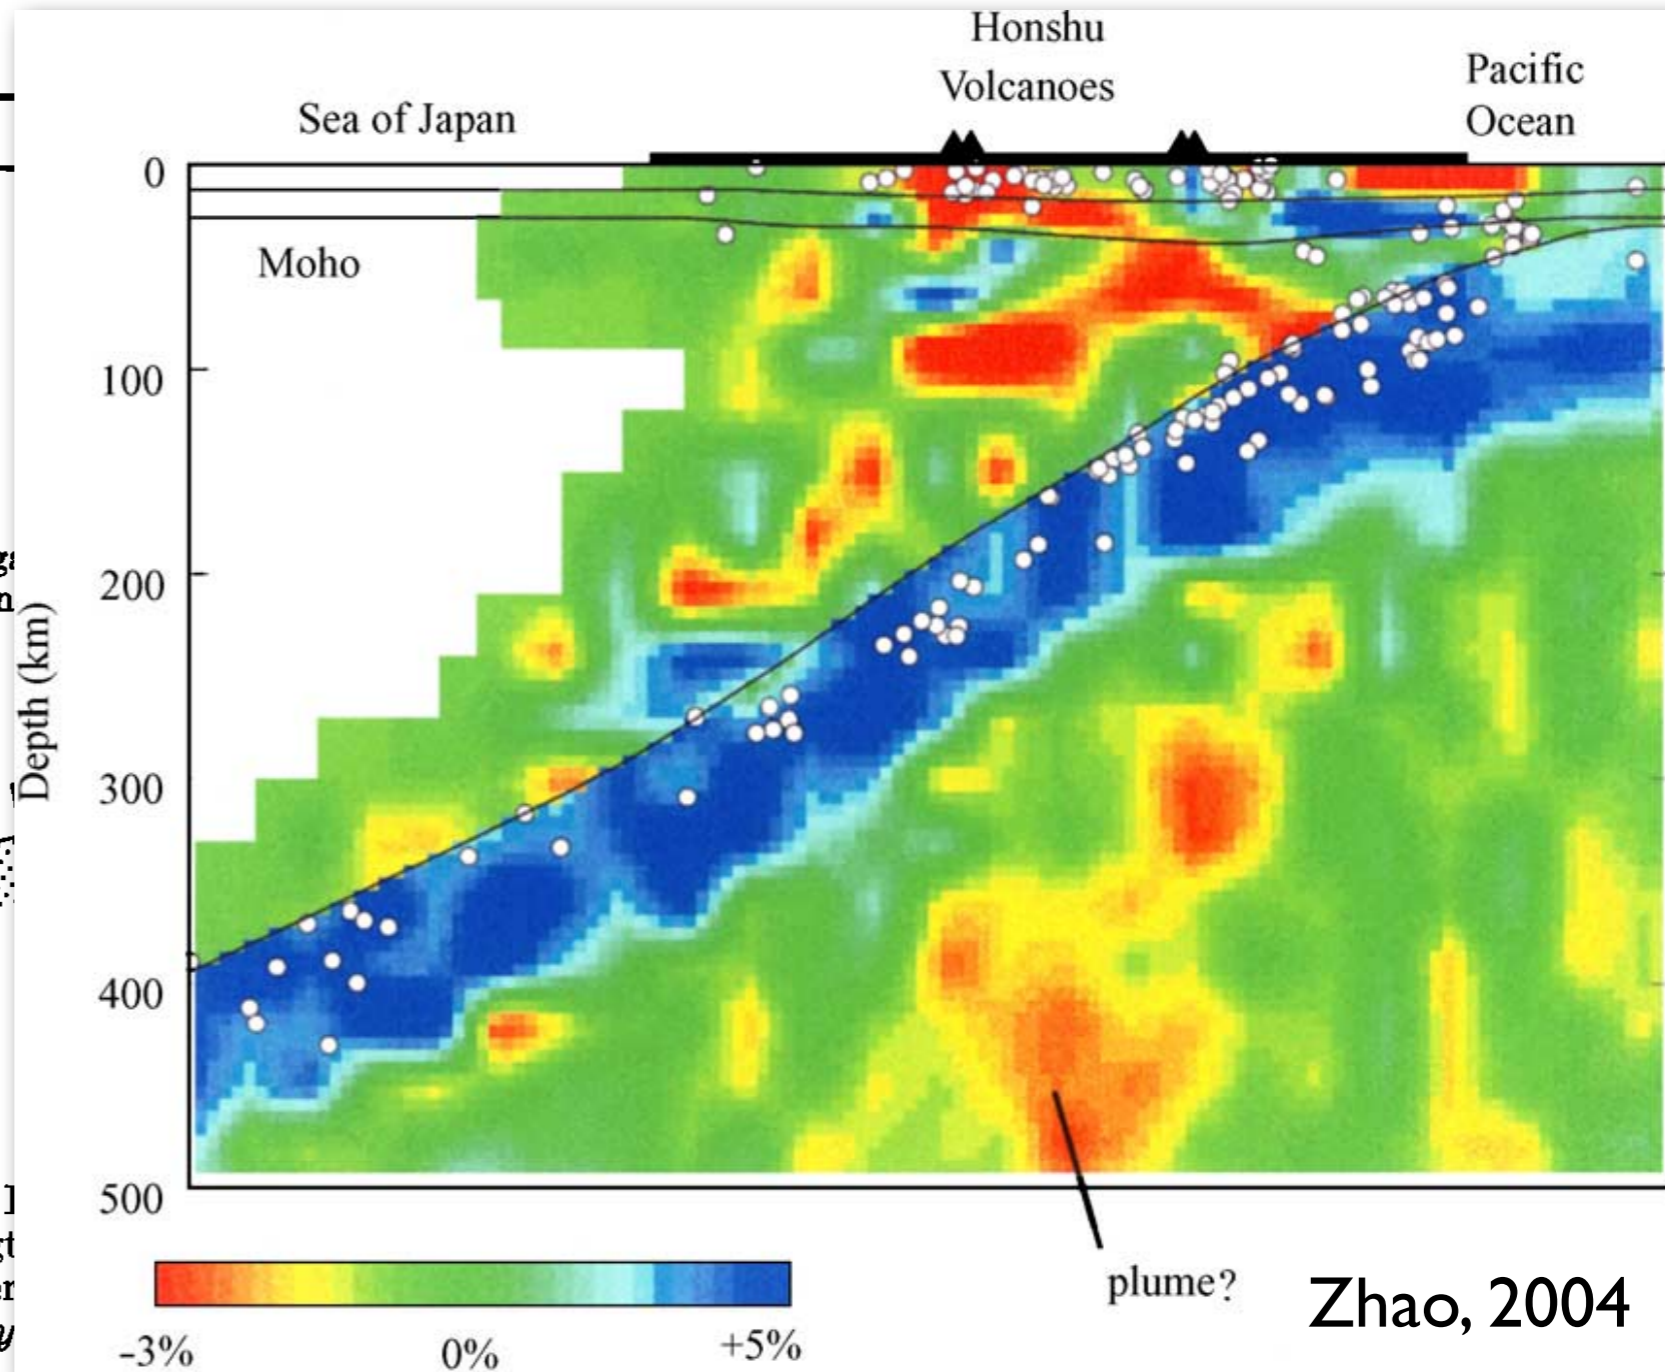 Honshu
Volcanoes
Pacific
Ocean
Sea of Japan
Moho
0
100
200
300
400
500
Depth (km)
plume?
Zhao, 2004
-3%
0%
+5%